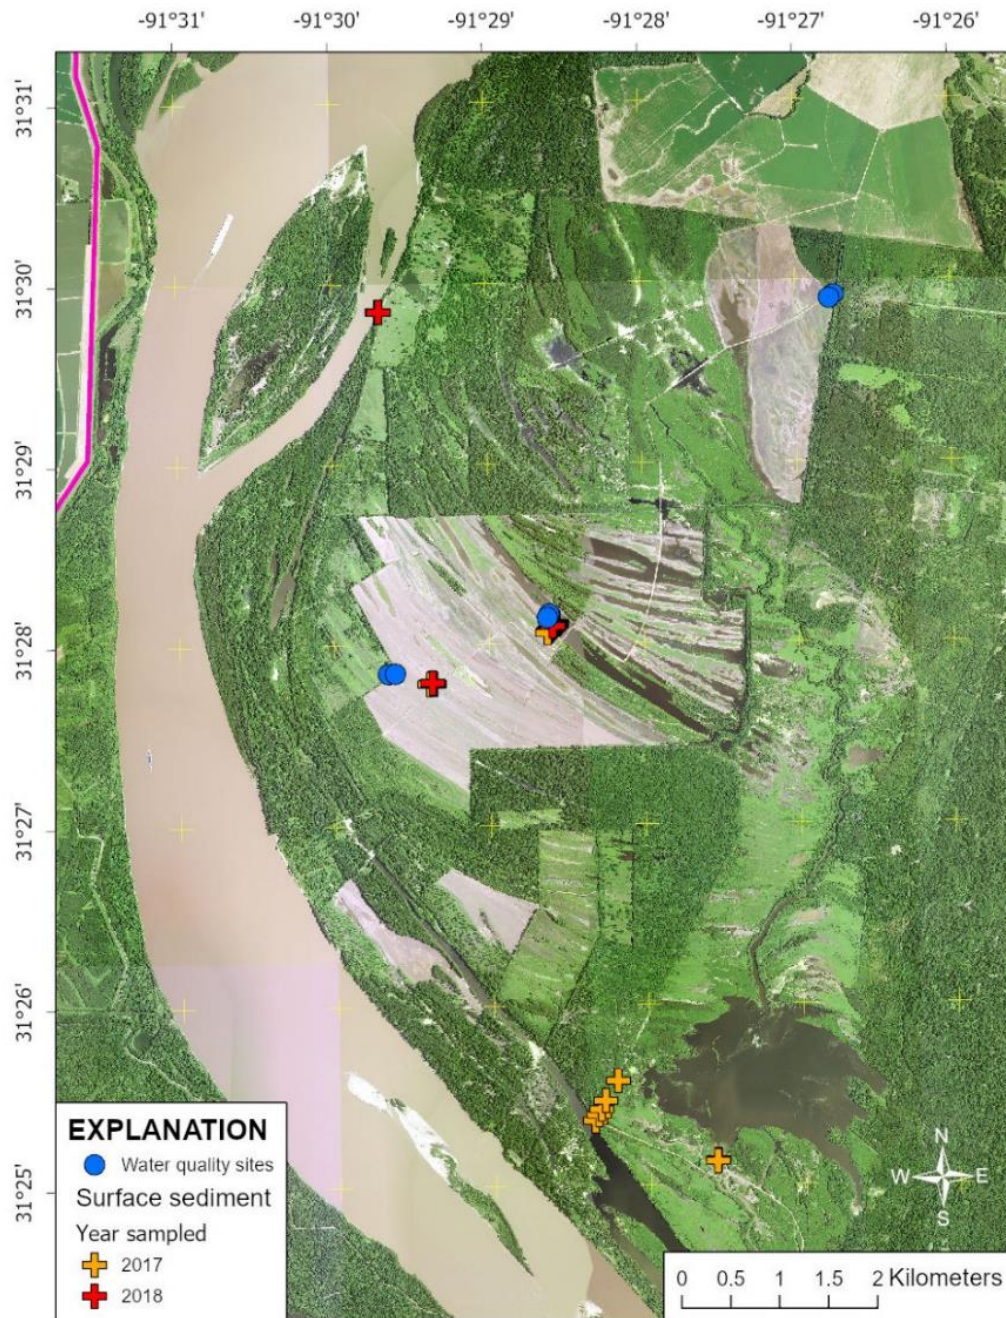 -91°31' -91°30' -91°29' -91°28' -91°27' -91°26'
31°31'
31°30'
31°29'
31°28'
31°27'
31°26'
31°25'
EXPLANATION
Water quality sites
Surface sediment
Year sampled
2017
2018
N
W E
S
0 0.5 1 1.5 2 Kilometers